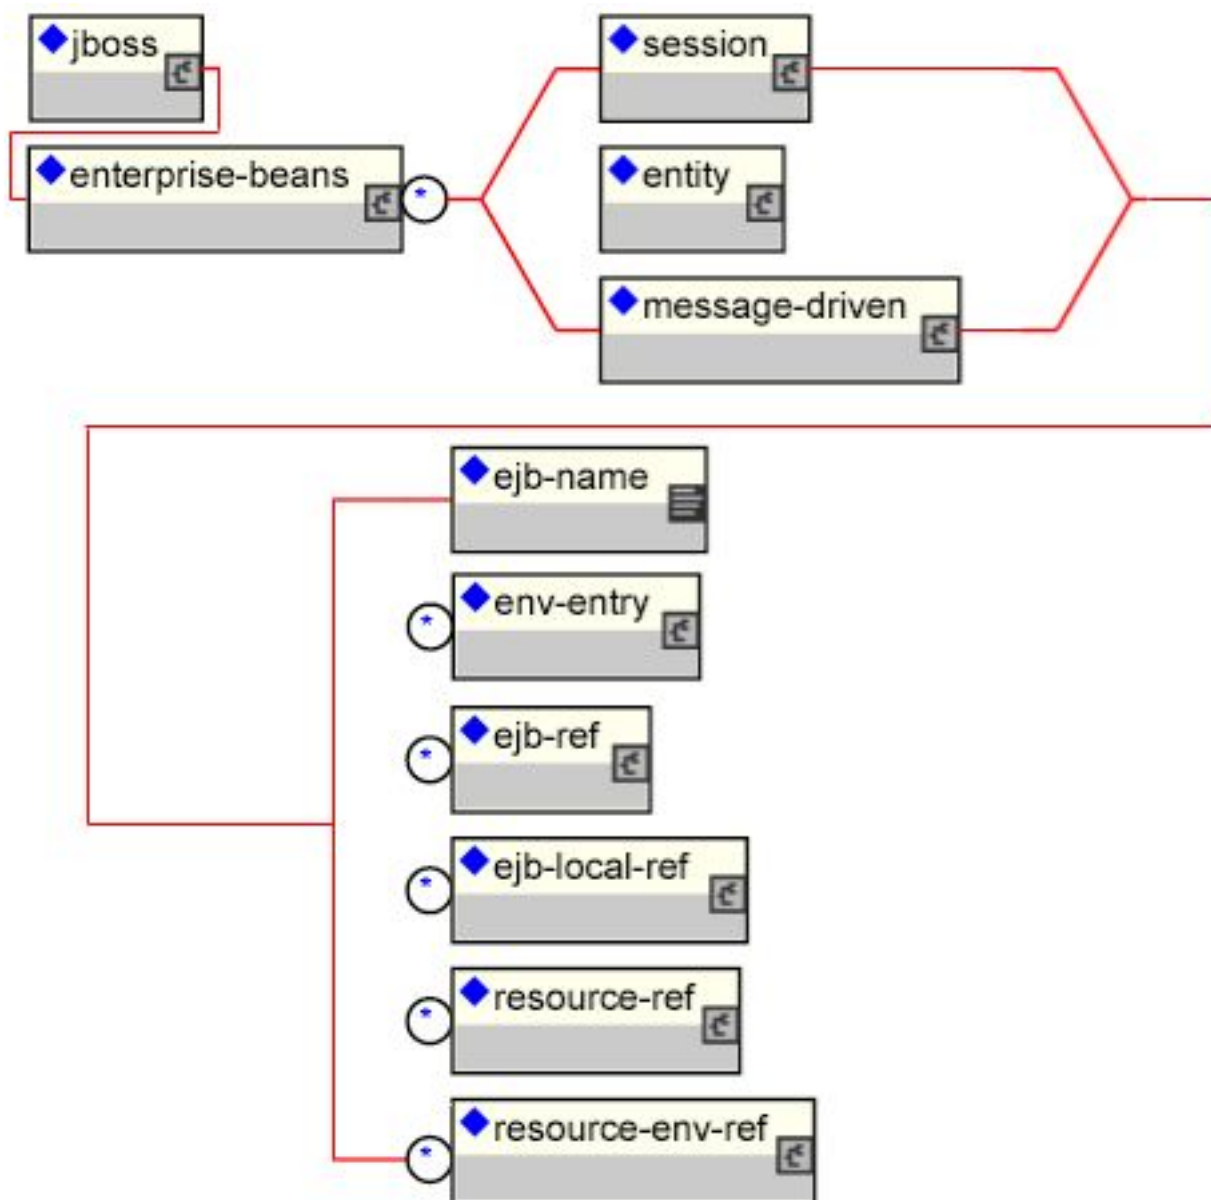 jboss
session
enterprise-beans
*
entity
message-driven
ejb-name
env-entry
*
ejb-ref
*
ejb-local-ref
*
resource-ref
*
resource-env-ref
*